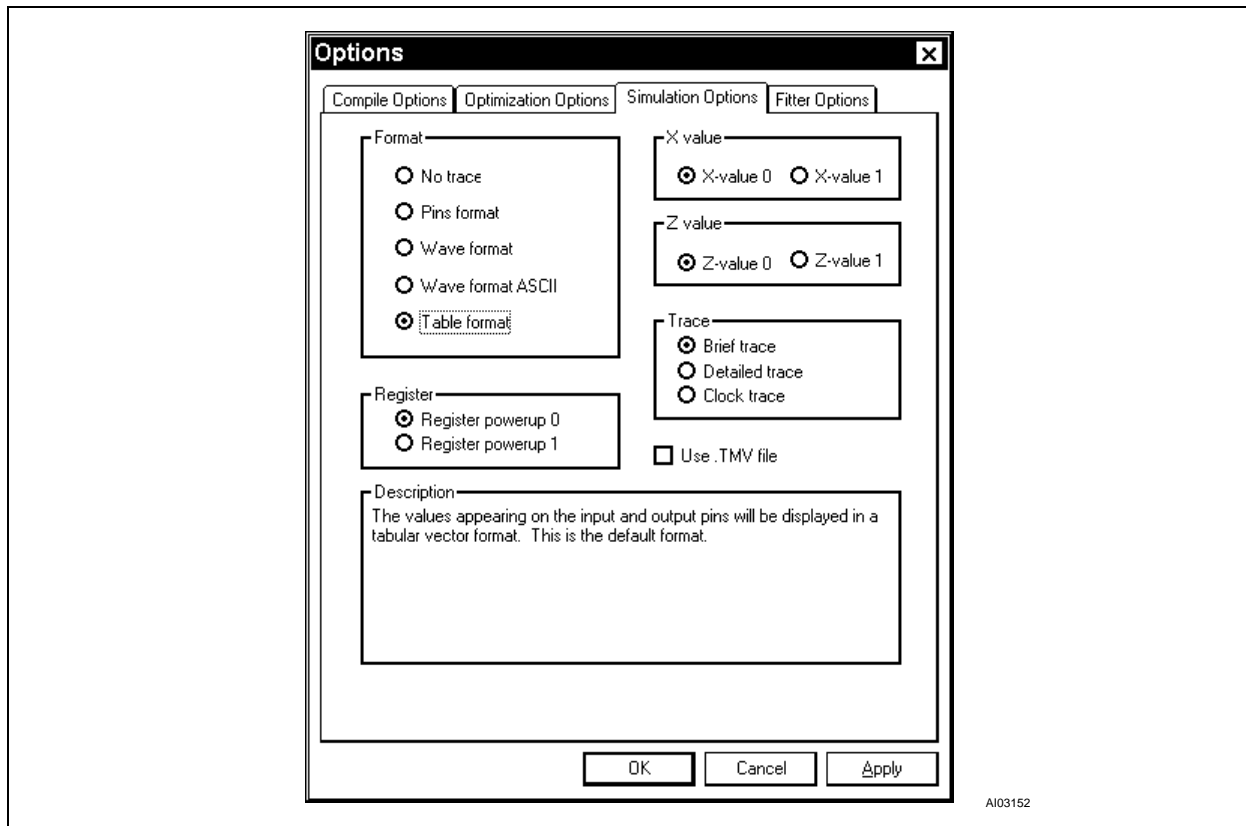 Options
Compile Options Optimization Options Simulation Options Fitter Options
Format
No trace
Pins format
Wave format
Wave format ASCII
Table format
Register
Register powerup 0
Register powerup 1
X value
X-value 0 X-value 1
Z value
Z-value 0 Z-value 1
Trace
Brief trace
Detailed trace
Clock trace
Use .TMV file
Description
The values appearing on the input and output pins will be displayed in a
tabular vector format. This is the default format.
OK Cancel Apply
AI03152